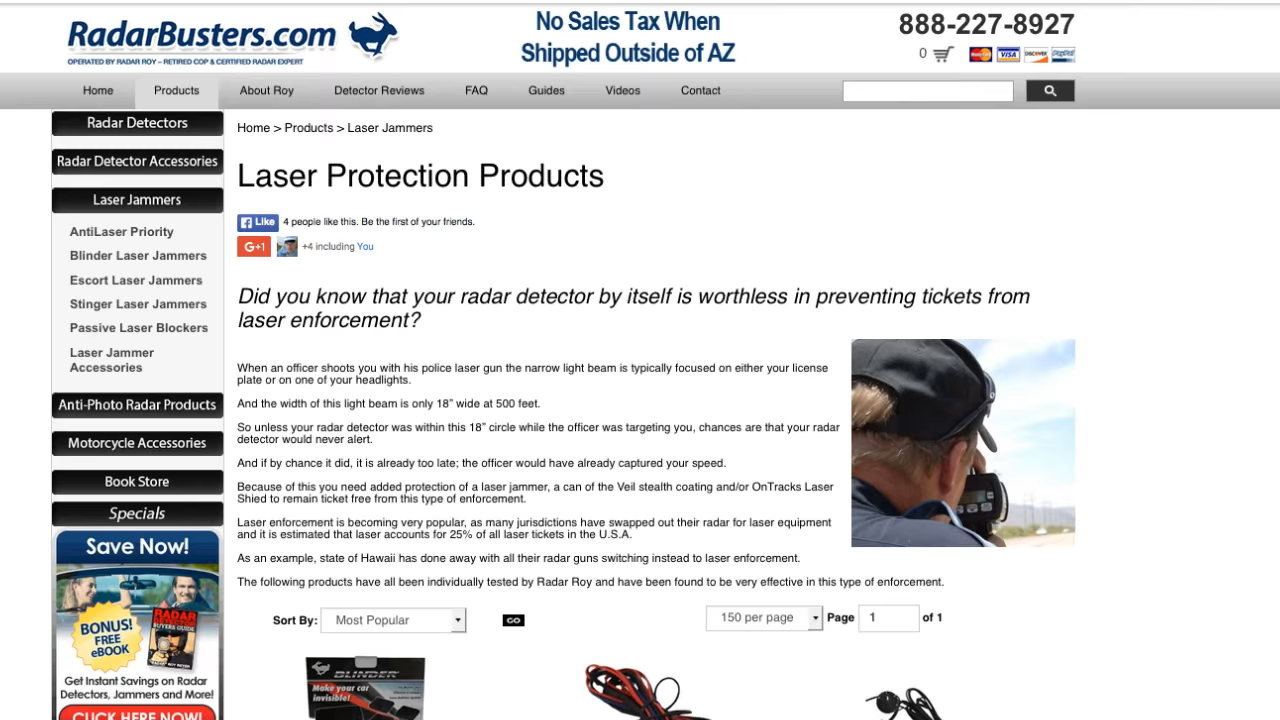 RadarBusters.com
OPERATED BY RADAR ROY – RETIRED COP & CERTIFIED RADAR EXPERT
No Sales Tax When
Shipped Outside of AZ
888-227-8927
0
MasterCard VISA DISCOVER PayPal
Home Products About Roy Detector Reviews FAQ Guides Videos Contact
Radar Detectors
Radar Detector Accessories
Laser Jammers
AntiLaser Priority
Blinder Laser Jammers
Escort Laser Jammers
Stinger Laser Jammers
Passive Laser Blockers
Laser Jammer
Accessories
Anti-Photo Radar Products
Motorcycle Accessories
Book Store
Specials
Save Now!
BONUS!
FREE
eBOOK
RADAR
DETECTOR
BUYERS GUIDE
Get Instant Savings on Radar
Detectors, Jammers and More!
CLICK HERE NOW!
Home > Products > Laser Jammers
Laser Protection Products
Like 4 people like this. Be the first of your friends.
G+1 +4 including You
Did you know that your radar detector by itself is worthless in preventing tickets from
laser enforcement?
When an officer shoots you with his police laser gun the narrow light beam is typically focused on either your license
plate or on one of your headlights.
And the width of this light beam is only 18” wide at 500 feet.
So unless your radar detector was within this 18” circle while the officer was targeting you, chances are that your radar
detector would never alert.
And if by chance it did, it is already too late; the officer would have already captured your speed.
Because of this you need added protection of a laser jammer, a can of the Veil stealth coating and/or OnTracks Laser
Shied to remain ticket free from this type of enforcement.
Laser enforcement is becoming very popular, as many jurisdictions have swapped out their radar for laser equipment
and it is estimated that laser accounts for 25% of all laser tickets in the U.S.A.
As an example, state of Hawaii has done away with all their radar guns switching instead to laser enforcement.
The following products have all been individually tested by Radar Roy and have been found to be very effective in this type of enforcement.
Sort By: Most Popular GO 150 per page Page 1 of 1
BLINDER
Make your car
invisible!